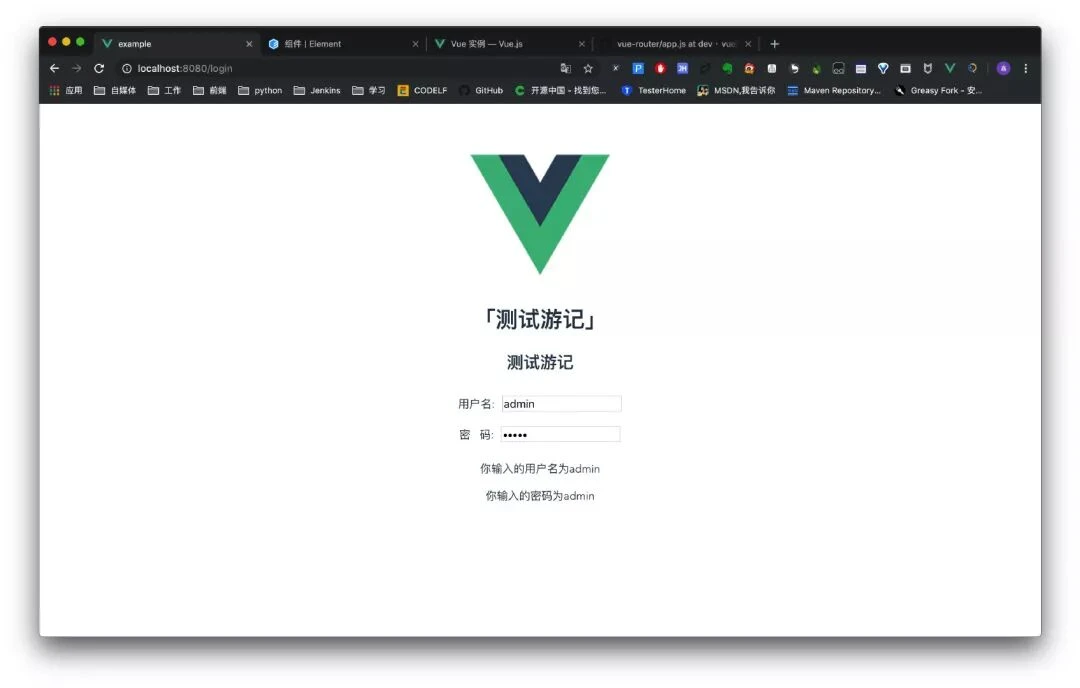 example 组件 | Element Vue 实例 — Vue.js vue-router/app.js at dev · vue
localhost:8080/login
应用 自媒体 工作 前端 python Jenkins 学习 CODELF GitHub 开源中国 - 找到您... TesterHome MSDN,我告诉你 Maven Repository... Greasy Fork - 安...
「测试游记」
测试游记
用户名: admin
密 码: •••••
你输入的用户名为admin
你输入的密码为admin